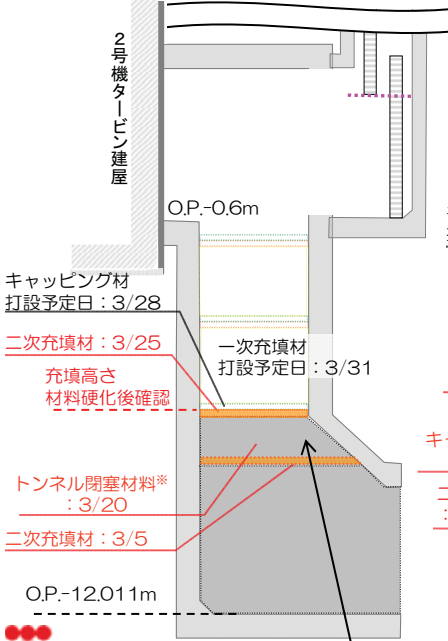 2号機タービン建屋
O.P.-0.6m
キャッピング材
打設予定日：3/28
二次充填材：3/25
一次充填材
打設予定日：3/31
充填高さ
材料硬化後確認
トンネル閉塞材料※
：3/20
二次充填材：3/5
O.P.-12.011m
キャ